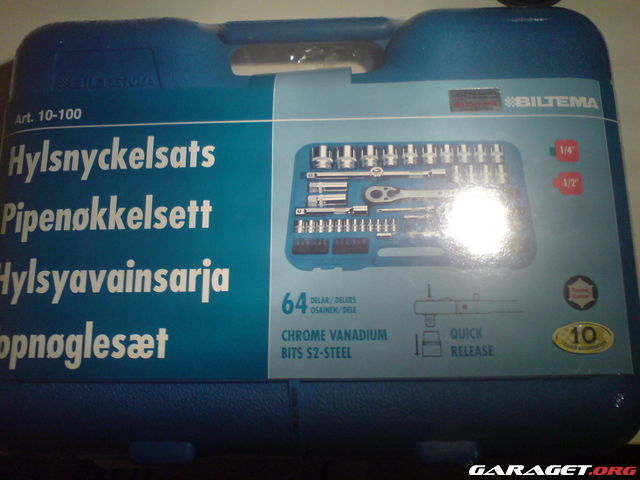 BILTEMA
Art. 10-100
BILTEMA
Hylsnyckelsats
Pipenøkkelsett
Hylsyavainsarja
opnøglesæt
1/4"
1/2"
64 DELAR/DELERS
OSAINEN/DELE
CHROME VANADIUM
BITS S2-STEEL
QUICK
RELEASE
10
GARAGET.ORG